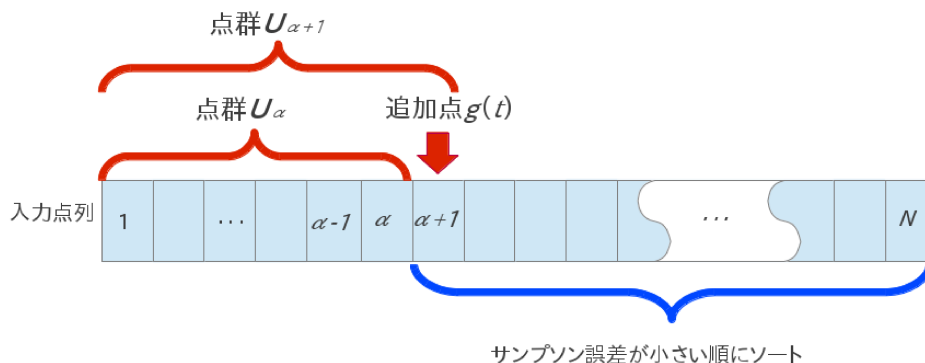 点群Uα+1
点群Uα
追加点g(t)
入力点列
1 ... α-1 α α+1 ... N
サンプソン誤差が小さい順にソート